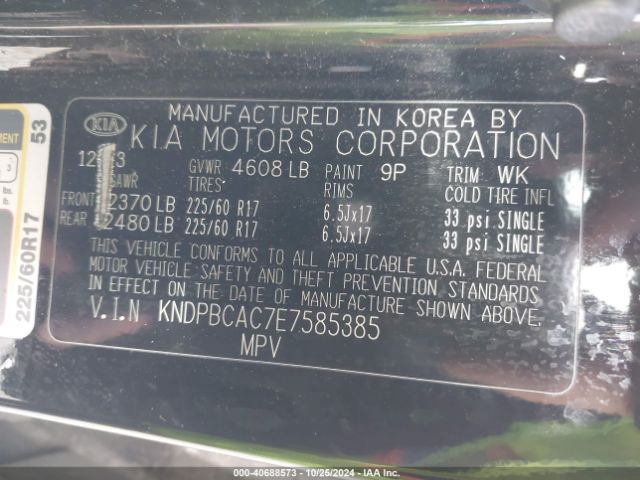 MANUFACTURED IN KOREA BY
KIA KIA MOTORS CORPORATION
GVWR 4608 LB PAINT 9P TRIM WK
GAWR TIRES RIMS COLD TIRE INFL
FRONT 2370 LB 225/60 R17 6.5Jx17 33 psi SINGLE
REAR 2480 LB 225/60 R17 6.5Jx17 33 psi SINGLE
THIS VEHICLE CONFORMS TO ALL APPLICABLE U.S.A. FEDERAL
MOTOR VEHICLE SAFETY AND THEFT PREVENTION STANDARDS
IN EFFECT ON THE DATE OF MANUFACTURE SHOWN ABOVE.
V.I.N KNDPBCAC7E7585385
MPV
53
3
lbs.
225/60R17
000-40688573 - 10/25/2024 - IAA Inc.